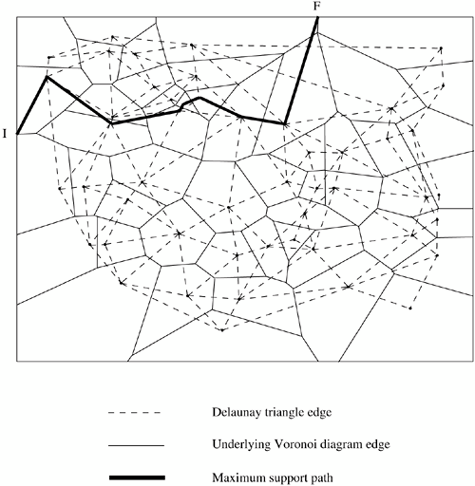 F
I
Delaunay triangle edge
Underlying Voronoi diagram edge
Maximum support path